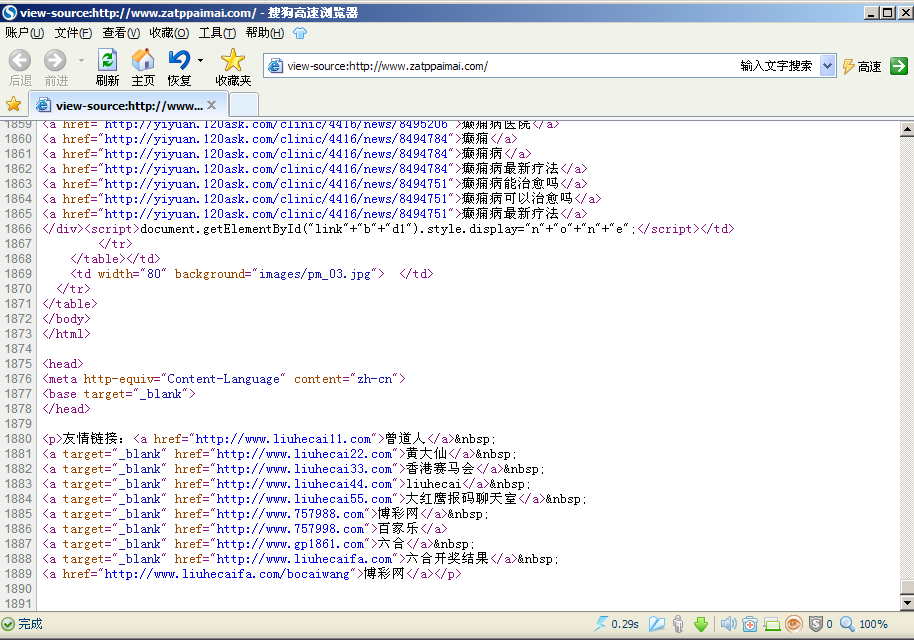 view-source:http://www.zatppaimai.com/ - 搜狗高速浏览器
账户(U) 文件(F) 查看(V) 收藏(O) 工具(T) 帮助(H)
后退 前进 刷新 主页 恢复 收藏夹 view-source:http://www.zatppaimai.com/ 输入文字搜索 高速
view-source:http://www... X
1859 <a href="http://yiyuan.120ask.com/clinic/4416/news/8495206">癫痫病医院</a>
1860 <a href="http://yiyuan.120ask.com/clinic/4416/news/8494784">癫痫</a>
1861 <a href="http://yiyuan.120ask.com/clinic/4416/news/8494784">癫痫病</a>
1862 <a href="http://yiyuan.120ask.com/clinic/4416/news/8494784">癫痫病最新疗法</a>
1863 <a href="http://yiyuan.120ask.com/clinic/4416/news/8494751">癫痫病能治愈吗</a>
1864 <a href="http://yiyuan.120ask.com/clinic/4416/news/8494751">癫痫病可以治愈吗</a>
1865 <a href="http://yiyuan.120ask.com/clinic/4416/news/8494751">癫痫病最新疗法</a>
1866 </div><script>document.getElementById("link"+"b"+"d1").style.display="n"+"o"+"n"+"e";</script></td>
1867 </tr>
1868 </table></td>
1869 <td width="80" background="images/pm_03.jpg"> </td>
1870 </tr>
1871 </table>
1872 </body>
1873 </html>
1874
1875 <head>
1876 <meta http-equiv="Content-Language" content="zh-cn">
1877 <base target="_blank">
1878 </head>
1879
1880 <p>友情链接：<a href="http://www.liuhecai11.com">曾道人</a>&nbsp;
1881 <a target="_blank" href="http://www.liuhecai22.com">黄大仙</a>&nbsp;
1882 <a target="_blank" href="http://www.liuhecai33.com">香港赛马会</a>&nbsp;
1883 <a target="_blank" href="http://www.liuhecai44.com">liuhecai</a>&nbsp;
1884 <a target="_blank" href="http://www.liuhecai55.com">大红鹰报码聊天室</a>&nbsp;
1885 <a target="_blank" href="http://www.757988.com">博彩网</a>&nbsp;
1886 <a target="_blank" href="http://www.757998.com">百家乐</a>
1887 <a target="_blank" href="http://www.gp1861.com">六合</a>&nbsp;
1888 <a target="_blank" href="http://www.liuhecaifa.com">六合开奖结果</a>&nbsp;
1889 <a href="http://www.liuhecaifa.com/bocaiwang">博彩网</a></p>
1890
1891
完成 0.29s 0 100%